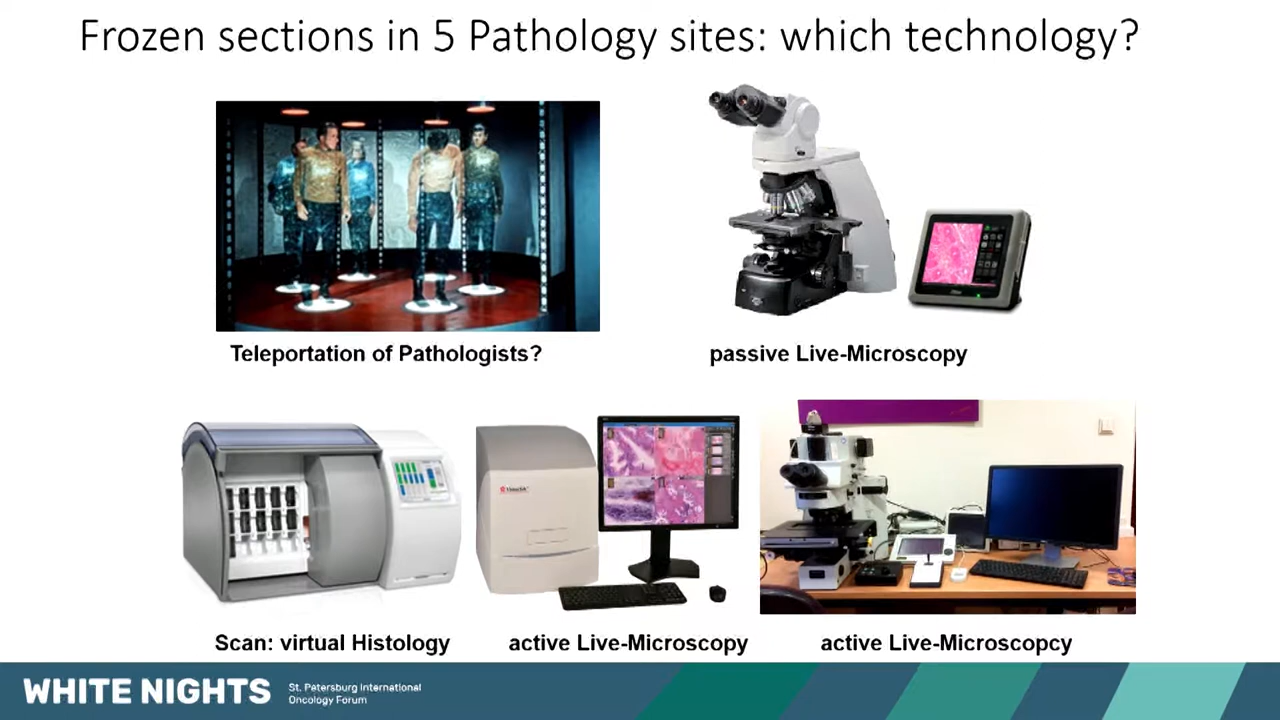 Frozen sections in 5 Pathology sites: which technology?
Teleportation of Pathologists?
passive Live-Microscopy
Scan: virtual Histology
active Live-Microscopy
active Live-Microscopcy
WHITE NIGHTS
St. Petersburg International
Oncology Forum